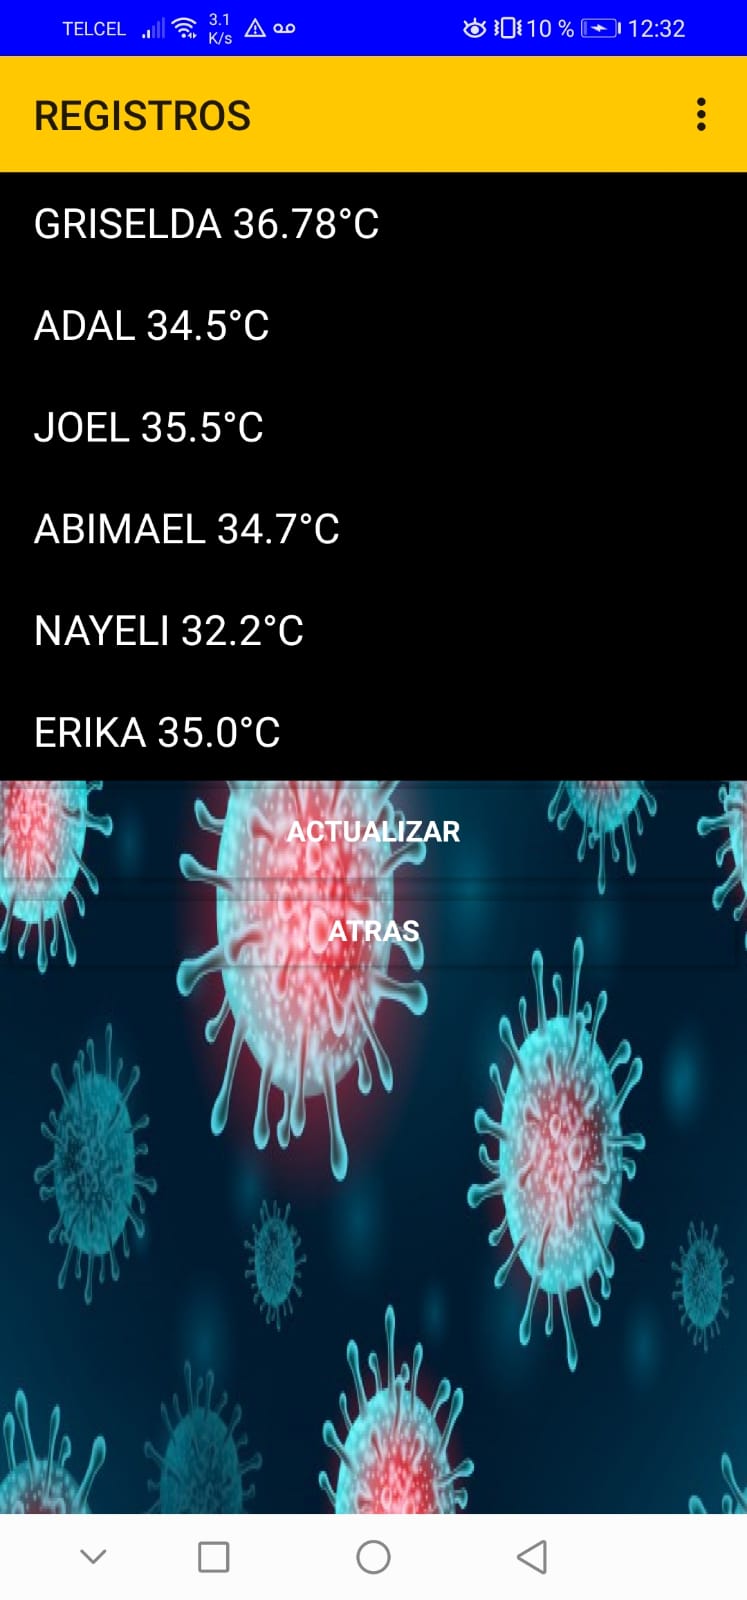 TELCEL 3.1 K/s 10 % 12:32
REGISTROS
GRISELDA 36.78°C
ADAL 34.5°C
JOEL 35.5°C
ABIMAEL 34.7°C
NAYELI 32.2°C
ERIKA 35.0°C
ACTUALIZAR
ATRAS